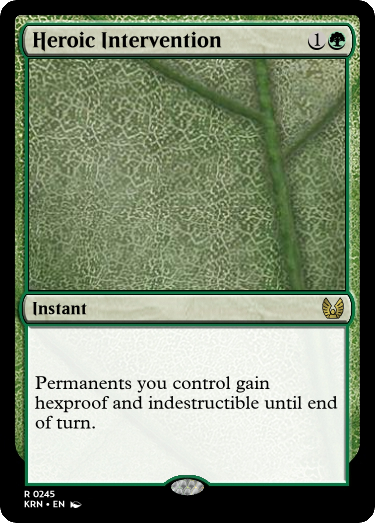 Heroic Intervention 1
Instant
Permanents you control gain
hexproof and indestructible until end
of turn.
R 0245
KRN • EN